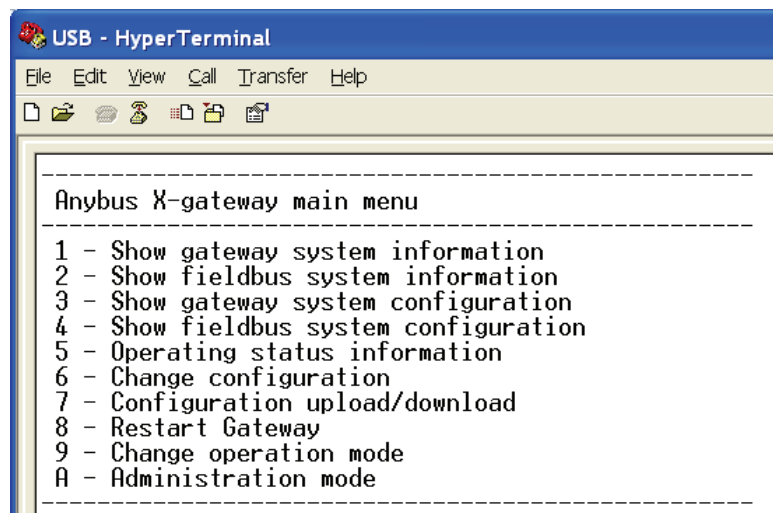 USB - HyperTerminal
File Edit View Call Transfer Help
------------------------------------------------------
Anybus X-gateway main menu
------------------------------------------------------
1 - Show gateway system information
2 - Show fieldbus system information
3 - Show gateway system configuration
4 - Show fieldbus system configuration
5 - Operating status information
6 - Change configuration
7 - Configuration upload/download
8 - Restart Gateway
9 - Change operation mode
A - Administration mode
------------------------------------------------------